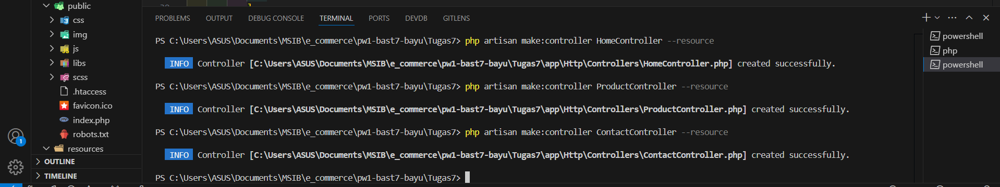 public
css
img
js
libs
scss
.htaccess
favicon.ico
index.php
robots.txt
resources
OUTLINE
TIMELINE
1
PROBLEMS OUTPUT DEBUG CONSOLE TERMINAL PORTS DEVDB GITLENS
PS C:\Users\ASUS\Documents\MSIB\e_commerce\pw1-bast7-bayu\Tugas7> php artisan make:controller HomeController --resource
INFO Controller [C:\Users\ASUS\Documents\MSIB\e_commerce\pw1-bast7-bayu\Tugas7\app\Http\Controllers\HomeController.php] created successfully.
PS C:\Users\ASUS\Documents\MSIB\e_commerce\pw1-bast7-bayu\Tugas7> php artisan make:controller ProductController --resource
INFO Controller [C:\Users\ASUS\Documents\MSIB\e_commerce\pw1-bast7-bayu\Tugas7\app\Http\Controllers\ProductController.php] created successfully.
PS C:\Users\ASUS\Documents\MSIB\e_commerce\pw1-bast7-bayu\Tugas7> php artisan make:controller ContactController --resource
INFO Controller [C:\Users\ASUS\Documents\MSIB\e_commerce\pw1-bast7-bayu\Tugas7\app\Http\Controllers\ContactController.php] created successfully.
PS C:\Users\ASUS\Documents\MSIB\e_commerce\pw1-bast7-bayu\Tugas7>
powershell
php
powershell